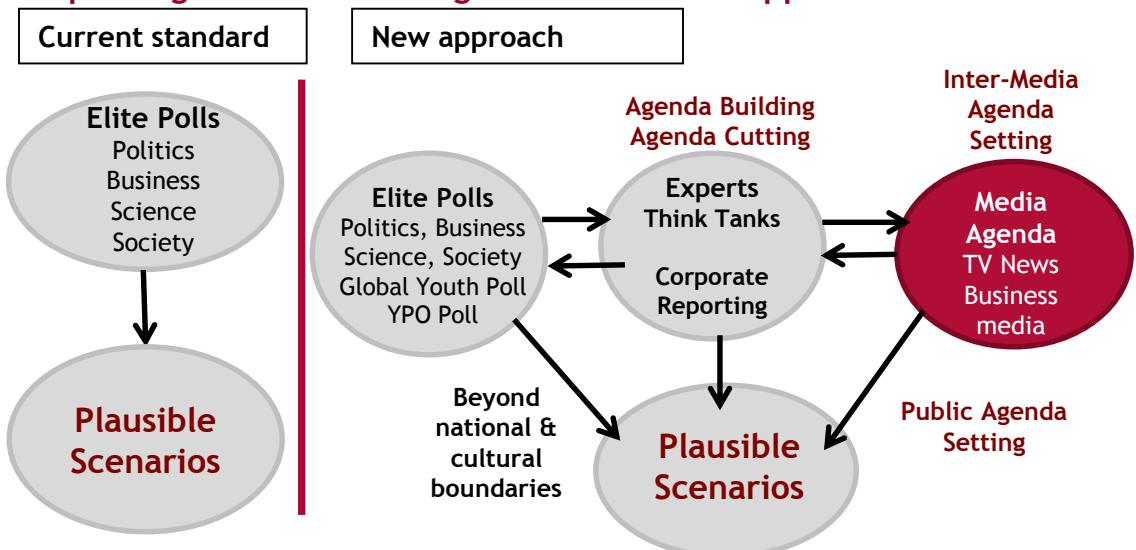 Current standard
New approach
Elite Polls
Politics
Business
Science
Society
Plausible
Scenarios
Elite Polls
Politics, Business
Science, Society
Global Youth Poll
YPO Poll
Agenda Building
Agenda Cutting
Experts
Think Tanks
Corporate
Reporting
Inter-Media
Agenda
Setting
Media
Agenda
TV News
Business
media
Beyond
national &
cultural
boundaries
Plausible
Scenarios
Public Agenda
Setting